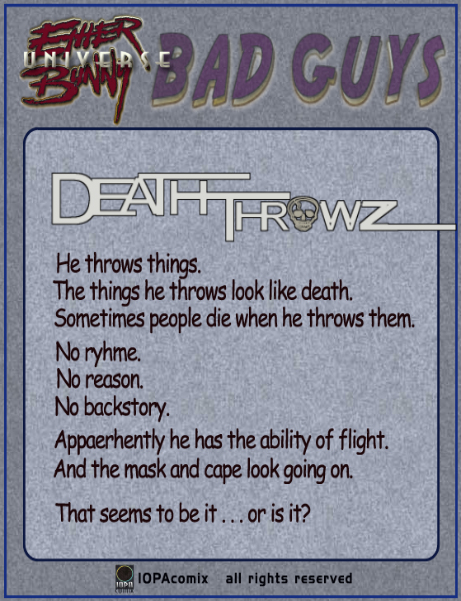 ETHER
UNIVERSE
BUNNY
BAD GUYS
DEATH THROWZ
He throws things.
The things he throws look like death.
Sometimes people die when he throws them.
No ryhme.
No reason.
No backstory.
Appaerhently he has the ability of flight.
And the mask and cape look going on.
That seems to be it . . . or is it?
IOPA
COMIX
IOPAcomix all rights reserved